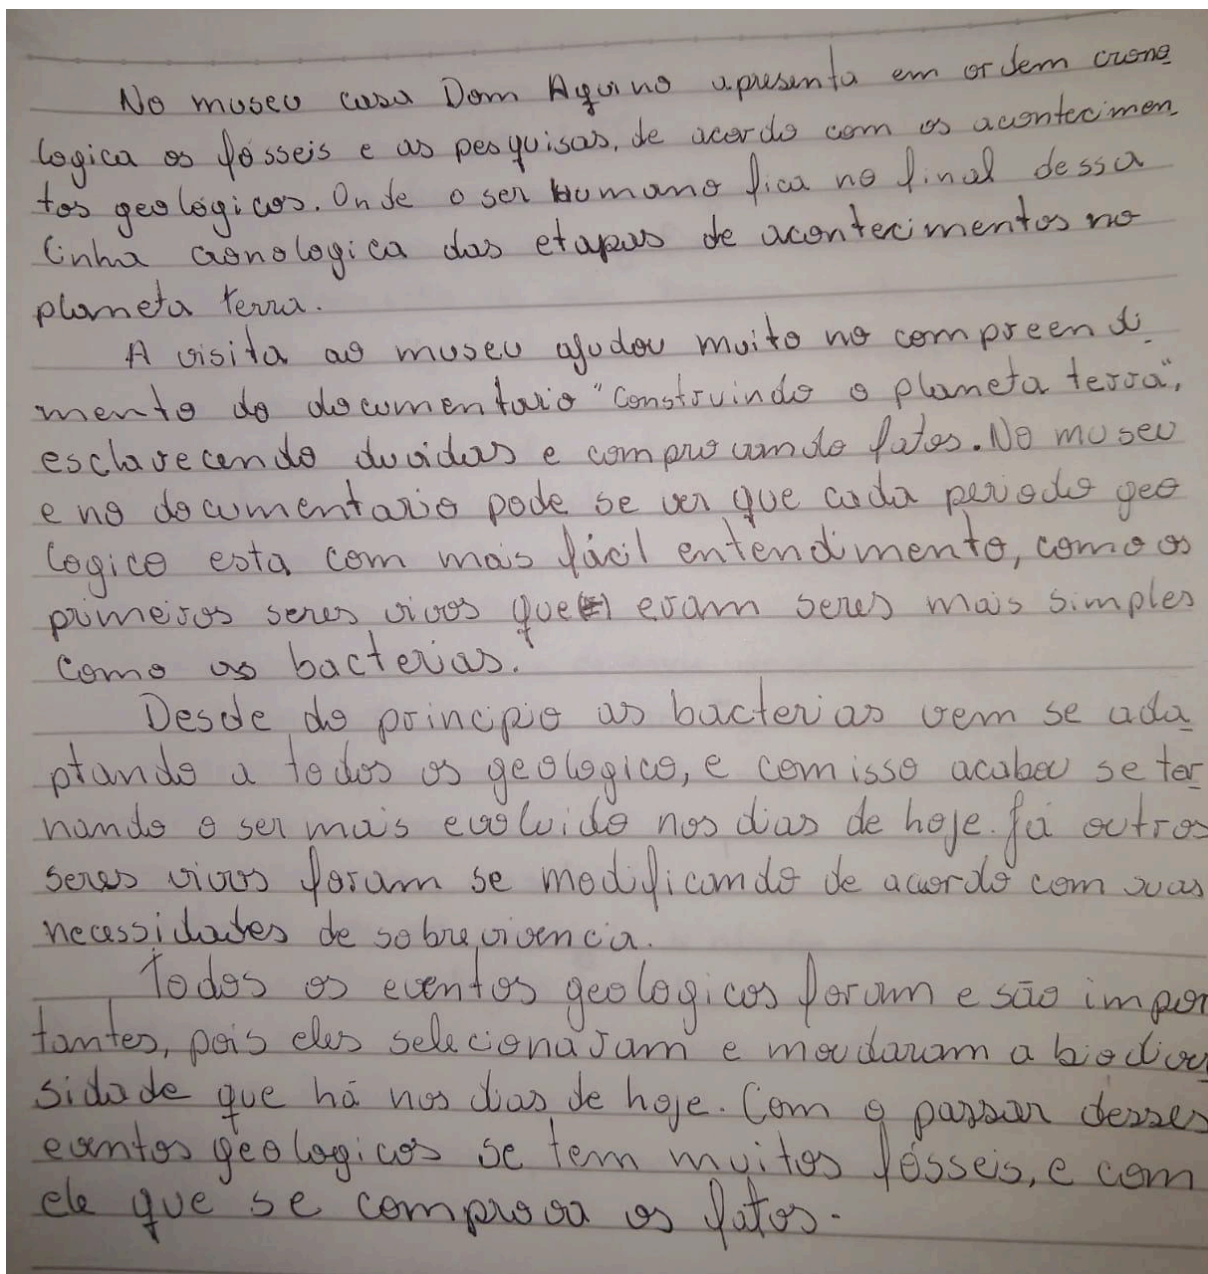 No museu casa Dom Aquino apresenta em ordem crono
logica os fósseis e as pesquisas, de acordo com os acontecimen
tos geológicos. Onde o ser humano fica no final dessa
linha cronologica das etapas de acontecimentos no
planeta terra.
A visita ao museu ajudou muito no compreendi
mento do documentario "Construindo o planeta terra",
esclarecendo duvidas e comprovando fatos. No museu
e no documentario pode se ver que cada periodo geo
logico esta com mais fácil entendimento, como os
primeiros seres vivos que eram seres mais simples
como as bacterias.
Desde do principio as bacterias vem se ada
ptando a todos os geologico, e com isso acabou se tor
nando o ser mais evoluido nos dias de hoje. Já outros
seres vivos foram se modificando de acordo com suas
necessidades de sobrevivencia.
Todos os eventos geologicos foram e são impor
tantes, pois eles selecionaram e moudaram a biodiver
sidade que há nos dias de hoje. Com o passar desses
eventos geologicos se tem muitos fósseis, e com
ele que se comprova os fatos.